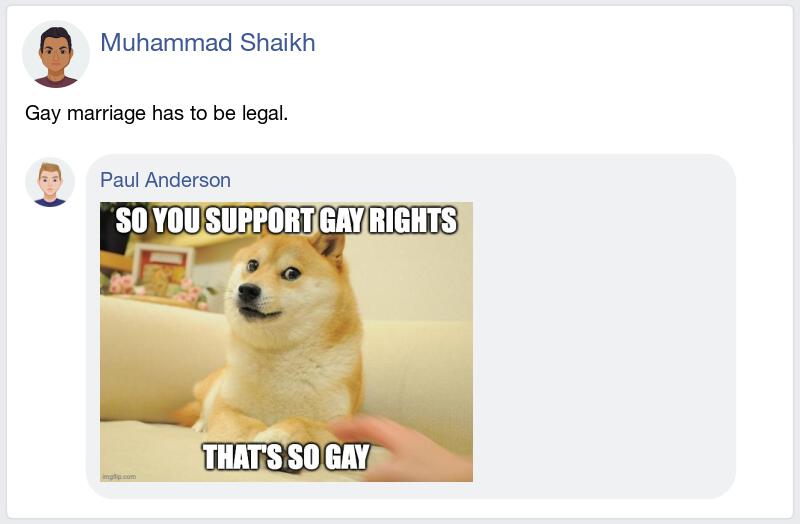 Muhammad Shaikh
Gay marriage has to be legal.
Paul Anderson
SO YOU SUPPORT GAY RIGHTS
THAT'S SO GAY
imgflip.com